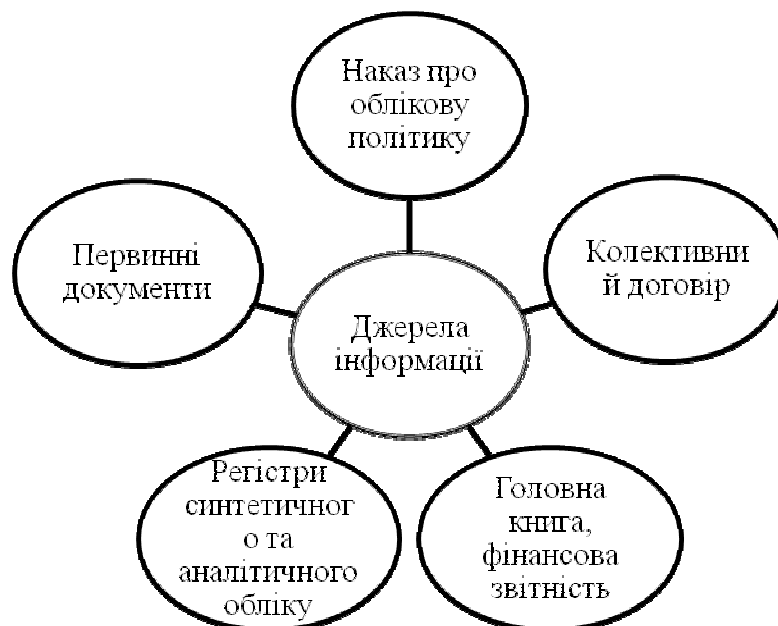 Наказ про
облікову
політику
Первинні
документи
Колективни
й договір
Джерела
інформації
Регістри
синтетичног
о та
аналітичного
обліку
Головна
книга,
фінансова
звітність